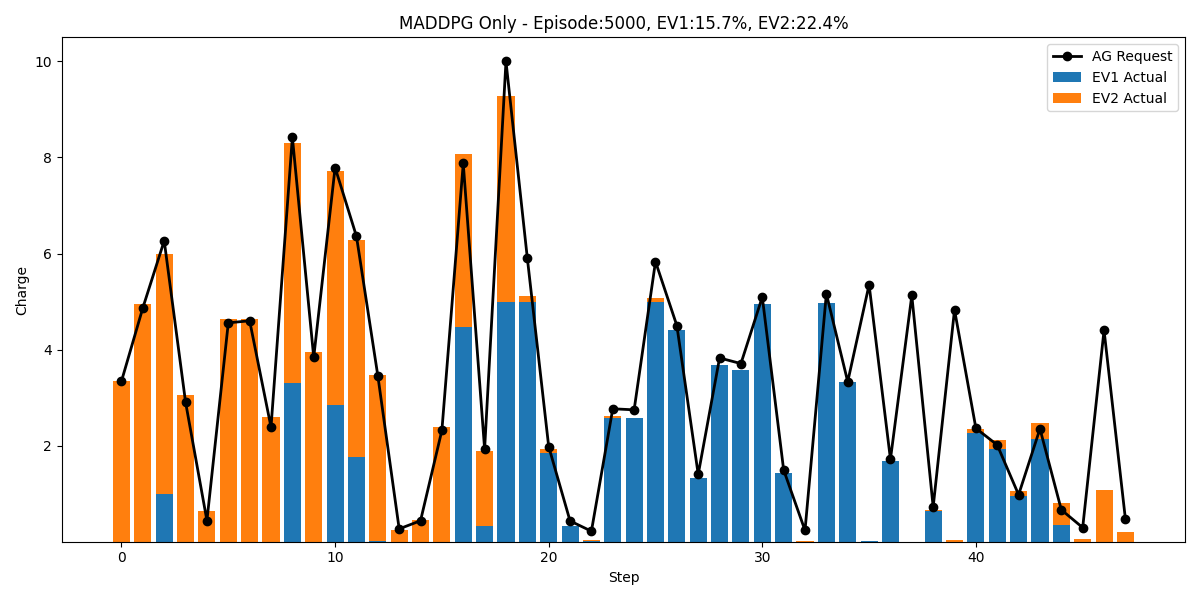 MADDPG Only - Episode:5000, EV1:15.7%, EV2:22.4%
AG Request
EV1 Actual
EV2 Actual
Charge
10
8
6
4
2
0
10
20
30
40
Step